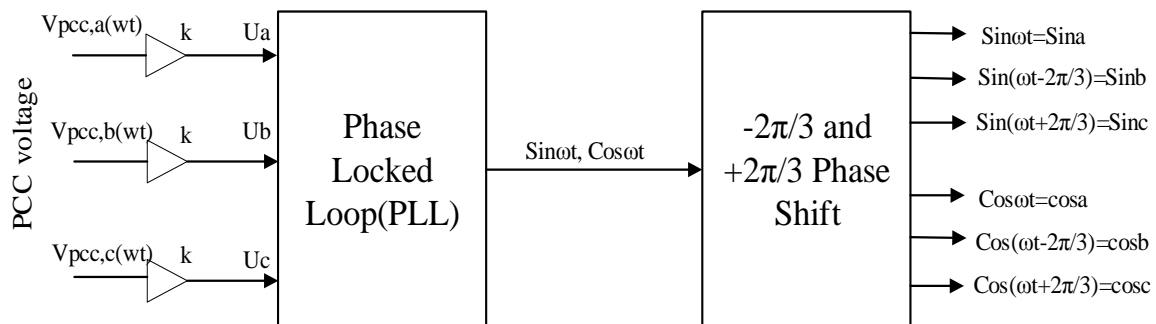 PCC voltage
Vpcc,a(wt)
k
Ua
Vpcc,b(wt)
k
Ub
Vpcc,c(wt)
k
Uc
Phase
Locked
Loop(PLL)
Sinωt, Cosωt
-2π/3 and
+2π/3 Phase
Shift
Sinωt=Sina
Sin(ωt-2π/3)=Sinb
Sin(ωt+2π/3)=Sinc
Cosωt=cosa
Cos(ωt-2π/3)=cosb
Cos(ωt+2π/3)=cosc